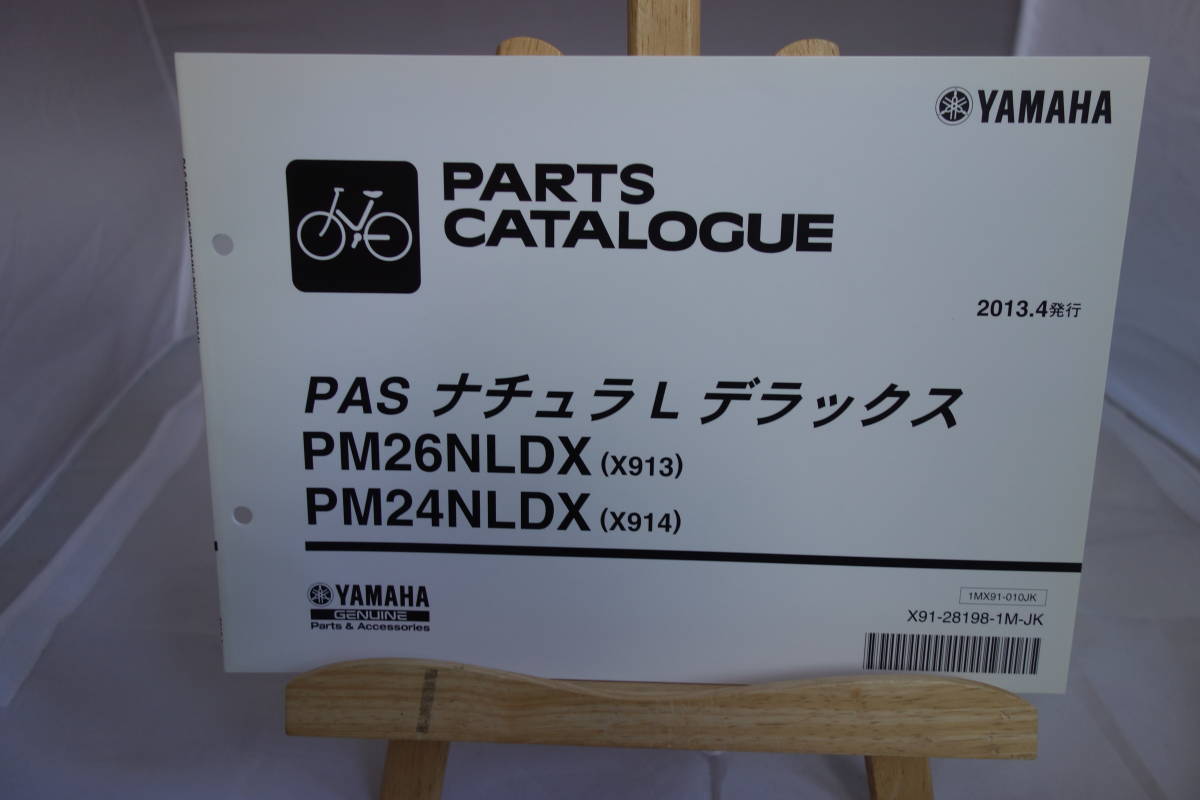 YAMAHA
PARTS
CATALOGUE
2013.4発行
PAS ナチュラ L デラックス
PM26NLDX (X913)
PM24NLDX (X914)
YAMAHA
GENUINE
Parts & Accessories
1MX91-010JK
X91-28198-1M-JK